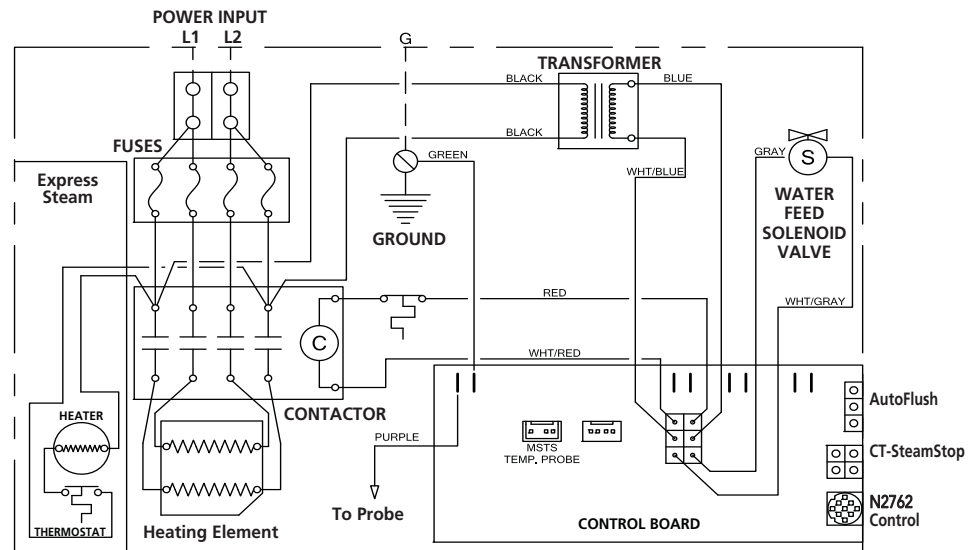 POWER INPUT
L1 L2
G
TRANSFORMER
BLACK
BLUE
BLACK
FUSES
GREEN
GRAY
S
Express
Steam
WHT/BLUE
WATER
FEED
SOLENOID
VALVE
GROUND
RED
WHT/GRAY
C
WHT/RED
CONTACTOR
AutoFlush
HEATER
PURPLE
MSTS
TEMP. PROBE
CT-SteamStop
THERMOSTAT
Heating Element
To Probe
CONTROL BOARD
N2762
Control